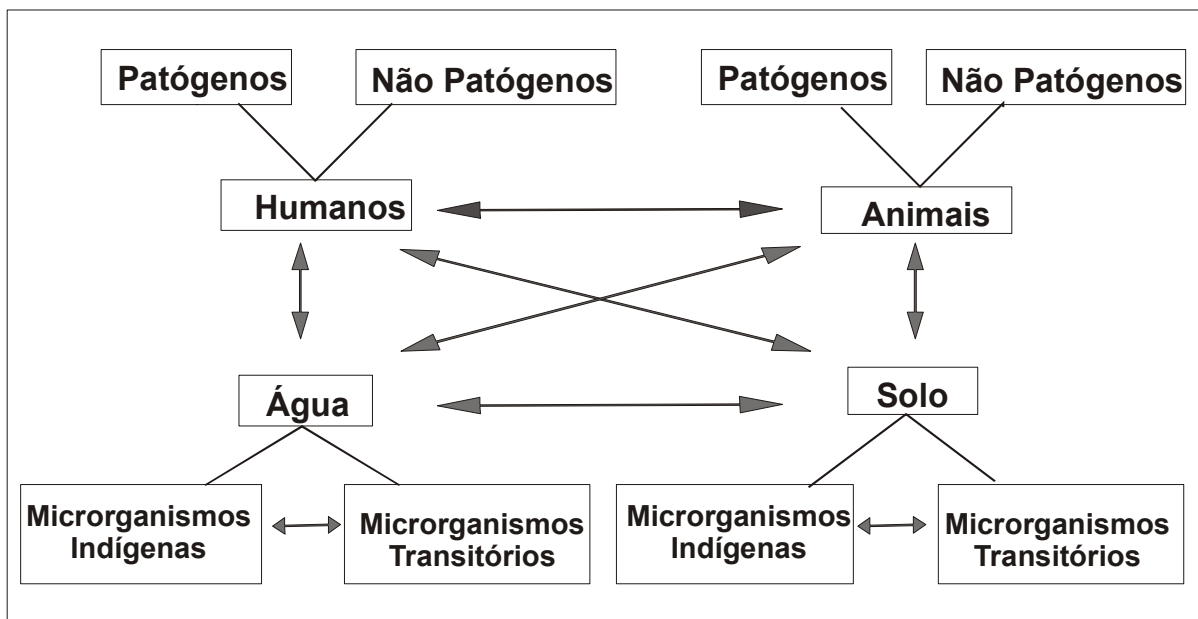 Patógenos
Não Patógenos
Patógenos
Não Patógenos
Humanos
Animais
Água
Solo
Microrganismos
Indígenas
Microrganismos
Transitórios
Microrganismos
Indígenas
Microrganismos
Transitórios